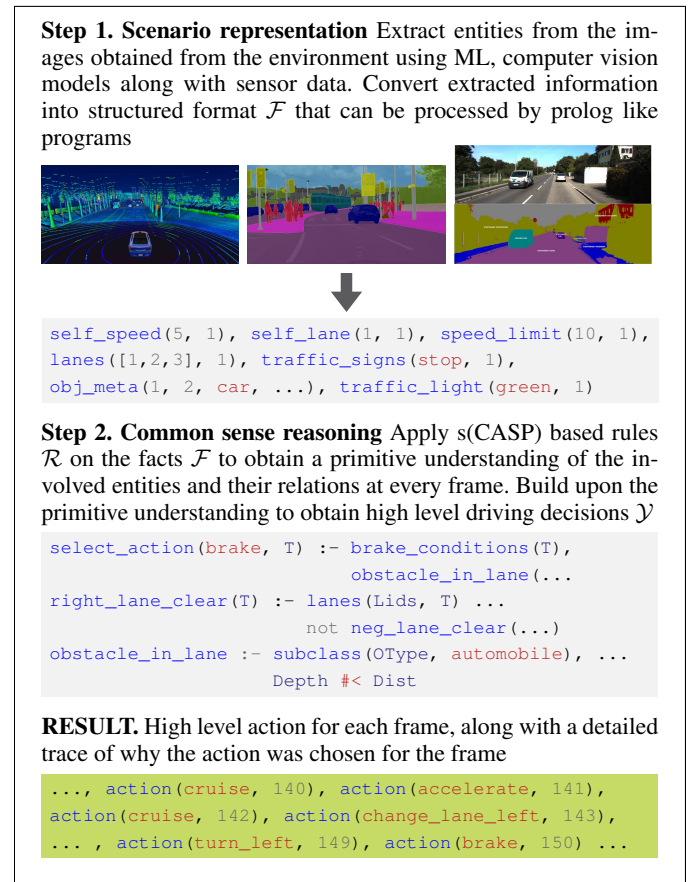 Step 1. Scenario representation Extract entities from the im-
ages obtained from the environment using ML, computer vision
models along with sensor data. Convert extracted information
into structured format F that can be processed by prolog like
programs
self_speed(5, 1), self_lane(1, 1), speed_limit(10, 1),
lanes([1,2,3], 1), traffic_signs(stop, 1),
obj_meta(1, 2, car, ...), traffic_light(green, 1)
Step 2. Common sense reasoning Apply s(CASP) based rules
R on the facts F to obtain a primitive understanding of the in-
volved entities and their relations at every frame. Build upon the
primitive understanding to obtain high level driving decisions Y
select_action(brake, T) :- brake_conditions(T),
obstacle_in_lane(...
right_lane_clear(T) :- lanes(Lids, T) ...
not neg_lane_clear(...)
obstacle_in_lane :- subclass(OType, automobile), ...
Depth #< Dist
RESULT. High level action for each frame, along with a detailed
trace of why the action was chosen for the frame
..., action(cruise, 140), action(accelerate, 141),
action(cruise, 142), action(change_lane_left, 143),
... , action(turn_left, 149), action(brake, 150) ...